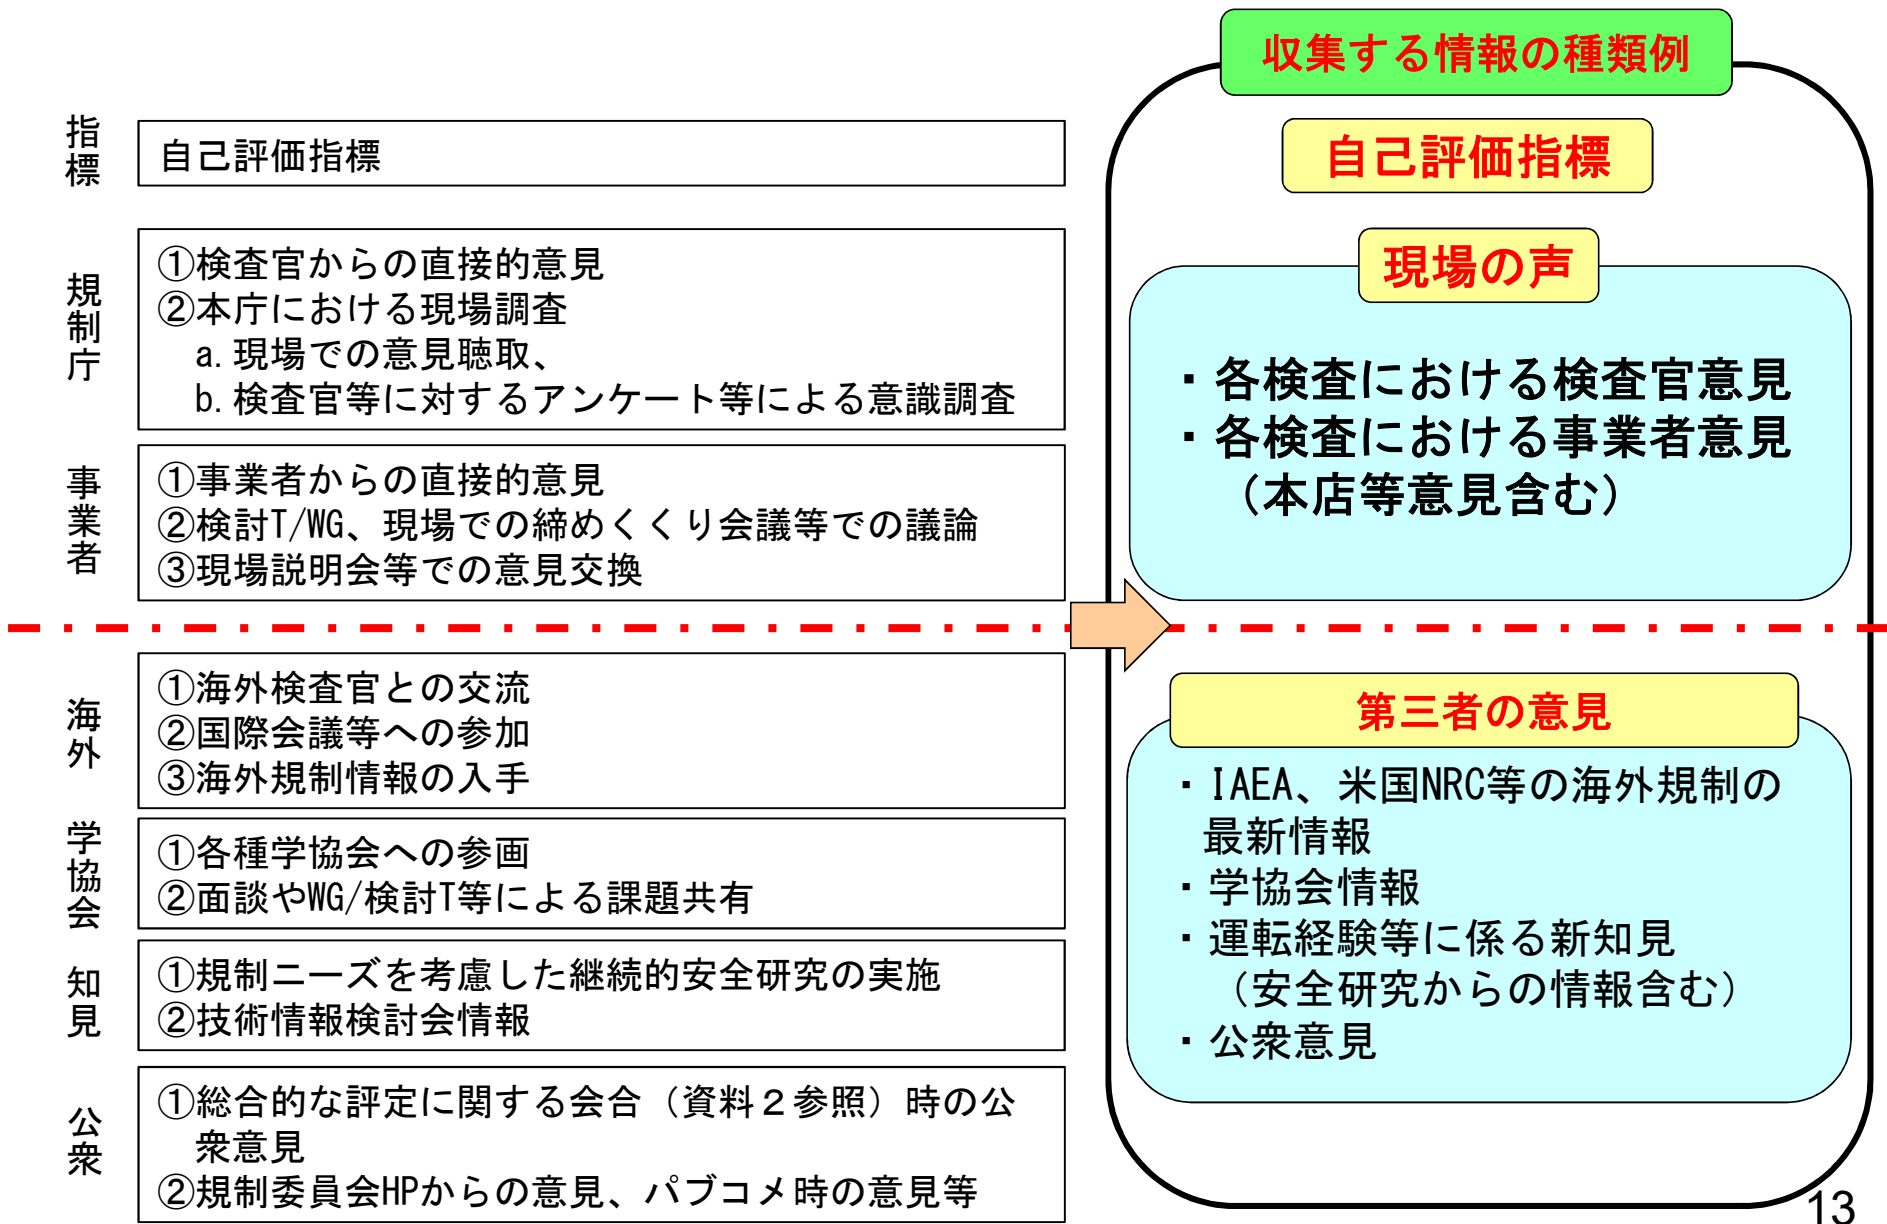 収集する情報の種類例
指標
自己評価指標
規制庁
①検査官からの直接的意見
②本庁における現場調査
a.現場での意見聴取、
b.検査官等に対するアンケート等による意識調査
事業者
①事業者からの直接的意見
②検討T/WG、現場での締めくくり会議等での議論
③現場説明会等での意見交換
海外
①海外検査官との交流
②国際会議等への参加
③海外規制情報の入手
学協会
①各種学協会への参画
②面談やWG/検討T等による課題共有
知見
①規制ニーズを考慮した継続的安全研究の実施
②技術情報検討会情報
公衆
①総合的な評定に関する会合（資料２参照）時の公
衆意見
②規制委員会HPからの意見、パブコメ時の意見等
自己評価指標
現場の声
・各検査における検査官意見
・各検査における事業者意見
（本店等意見含む）
第三者の意見
・IAEA、米国NRC等の海外規制の
最新情報
・学協会情報
・運転経験等に係る新知見
（安全研究からの情報含む）
・公衆意見
13